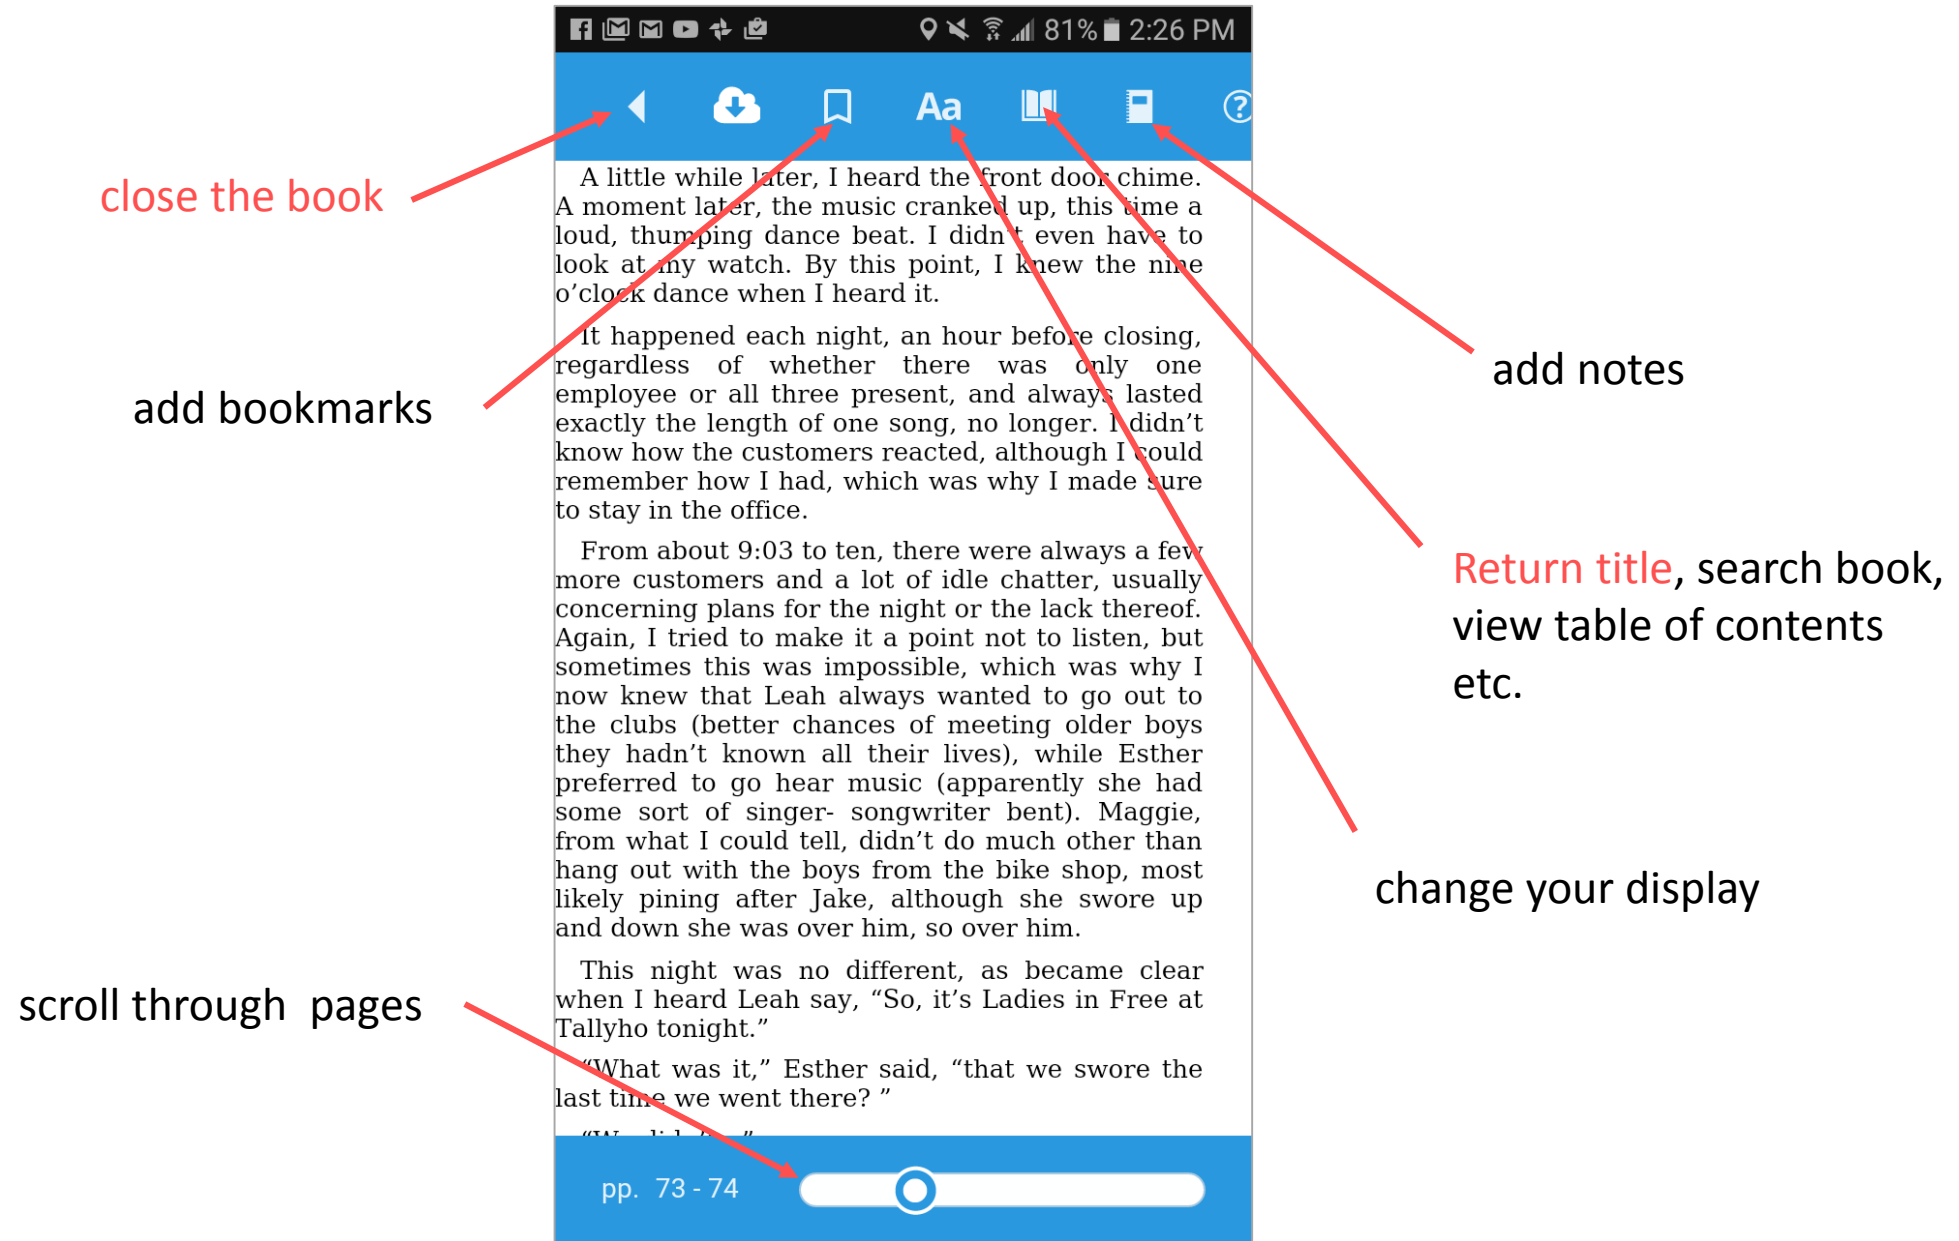 81% 2:26 PM
Aa
?
close the book
add bookmarks
scroll through pages
A little while later, I heard the front door chime.
A moment later, the music cranked up, this time a
loud, thumping dance beat. I didn’t even have to
look at my watch. By this point, I knew the nine
o’clock dance when I heard it.
It happened each night, an hour before closing,
regardless of whether there was only one
employee or all three present, and always lasted
exactly the length of one song, no longer. I didn’t
know how the customers reacted, although I could
remember how I had, which was why I made sure
to stay in the office.
From about 9:03 to ten, there were always a few
more customers and a lot of idle chatter, usually
concerning plans for the night or the lack thereof.
Again, I tried to make it a point not to listen, but
sometimes this was impossible, which was why I
now knew that Leah always wanted to go out to
the clubs (better chances of meeting older boys
they hadn’t known all their lives), while Esther
preferred to go hear music (apparently she had
some sort of singer- songwriter bent). Maggie,
from what I could tell, didn’t do much other than
hang out with the boys from the bike shop, most
likely pining after Jake, although she swore up
and down she was over him, so over him.
This night was no different, as became clear
when I heard Leah say, “So, it’s Ladies in Free at
Tallyho tonight.”
“What was it,” Esther said, “that we swore the
last time we went there? ”
pp. 73 - 74
add notes
Return title, search book,
view table of contents
etc.
change your display